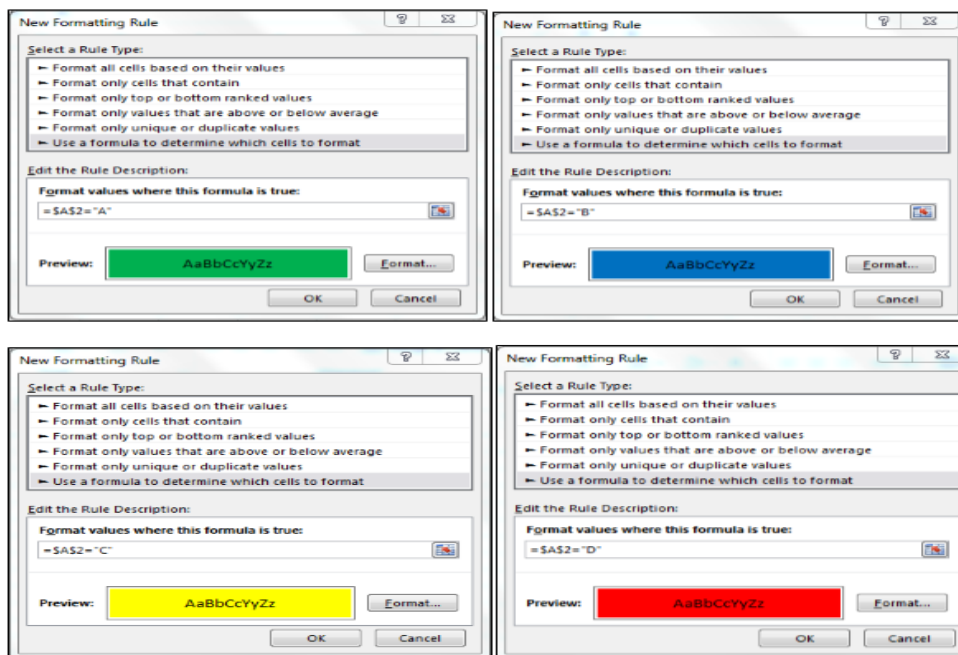 New Formatting Rule
Select a Rule Type:
► Format all cells based on their values
► Format only cells that contain
► Format only top or bottom ranked values
► Format only values that are above or below average
► Format only unique or duplicate values
► Use a formula to determine which cells to format
Edit the Rule Description:
Format values where this formula is true:
=$A$2="A"
Preview:
AaBbCcYyZz
Format...
OK
Cancel
New Formatting Rule
Select a Rule Type:
► Format all cells based on their values
► Format only cells that contain
► Format only top or bottom ranked values
► Format only values that are above or below average
► Format only unique or duplicate values
► Use a formula to determine which cells to format
Edit the Rule Description:
Format values where this formula is true:
=$A$2="B"
Preview:
AaBbCcYyZz
Format...
OK
Cancel
New Formatting Rule
Select a Rule Type:
► Format all cells based on their values
► Format only cells that contain
► Format only top or bottom ranked values
► Format only values that are above or below average
► Format only unique or duplicate values
► Use a formula to determine which cells to format
Edit the Rule Description:
Format values where this formula is true:
=$A$2="C"
Preview:
AaBbCcYyZz
Format...
OK
Cancel
New Formatting Rule
Select a Rule Type:
► Format all cells based on their values
► Format only cells that contain
► Format only top or bottom ranked values
► Format only values that are above or below average
► Format only unique or duplicate values
► Use a formula to determine which cells to format
Edit the Rule Description:
Format values where this formula is true:
=$A$2="D"
Preview:
AaBbCcYyZz
Format...
OK
Cancel